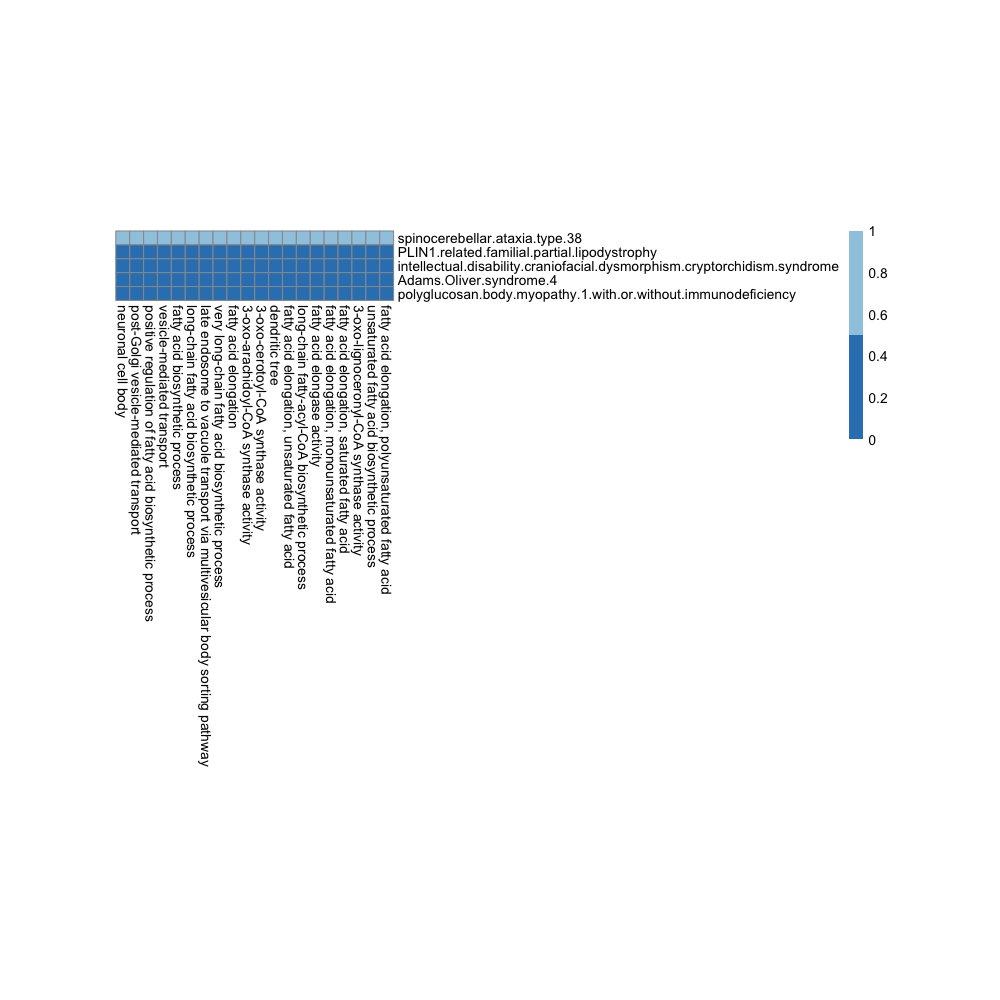 spinocerebellar.ataxia.type.38
PLIN1.related.familial.partial.lipodystrophy
intellectual.disability.craniofacial.dysmorphism.cryptorchidism.syndrome
Adams.Oliver.syndrome.4
polyglucosan.body.myopathy.1.with.or.without.immunodeficiency
1
0.8
0.6
0.4
0.2
0
neuronal cell body
post-Golgi vesicle-mediated transport
positive regulation of fatty acid biosynthetic process
vesicle-mediated transport
fatty acid biosynthetic process
long-chain fatty acid biosynthetic process
late endosome to vacuole transport via multivesicular body sorting pathway
very long-chain fatty acid biosynthetic process
fatty acid elongation
3-oxo-arachidoyl-CoA synthase activity
3-oxo-cerotoyl-CoA synthase activity
dendritic tree
fatty acid elongation, unsaturated fatty acid
long-chain fatty-acyl-CoA biosynthetic process
fatty acid elongase activity
fatty acid elongation, monounsaturated fatty acid
fatty acid elongation, saturated fatty acid
3-oxo-lignoceronyl-CoA synthase activity
unsaturated fatty acid biosynthetic process
fatty acid elongation, polyunsaturated fatty acid